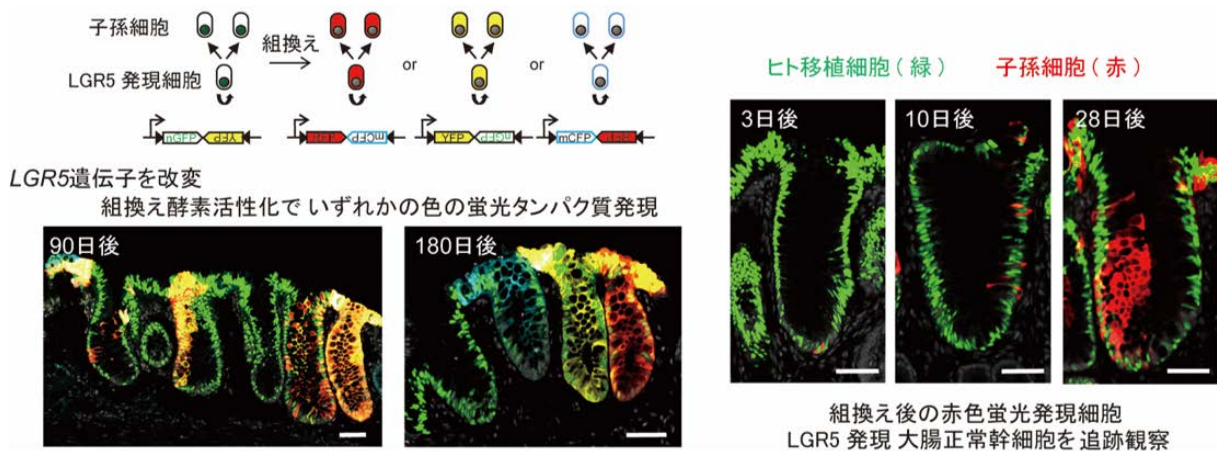 子孫細胞
組換え
LGR5 発現細胞
or
or
nGFP YFP
RFP mCFP
YFP nGFP
mCFP RFP
LGR5遺伝子を改変
組換え酵素活性化で いずれかの色の蛍光タンパク質発現
90日後
180日後
ヒト移植細胞(緑)
子孫細胞(赤)
3日後
10日後
28日後
組換え後の赤色蛍光発現細胞
LGR5 発現 大腸正常幹細胞を追跡観察